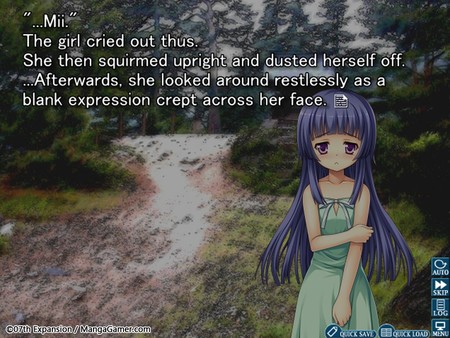 "...Mii."
The girl cried out thus.
She then squirmed upright and dusted herself off.
...Afterwards, she looked around restlessly as a
blank expression crept across her face.
AUTO
SKIP
LOG
MENU
QUICK SAVE
QUICK LOAD
©07th Expansion / MangaGamer.com